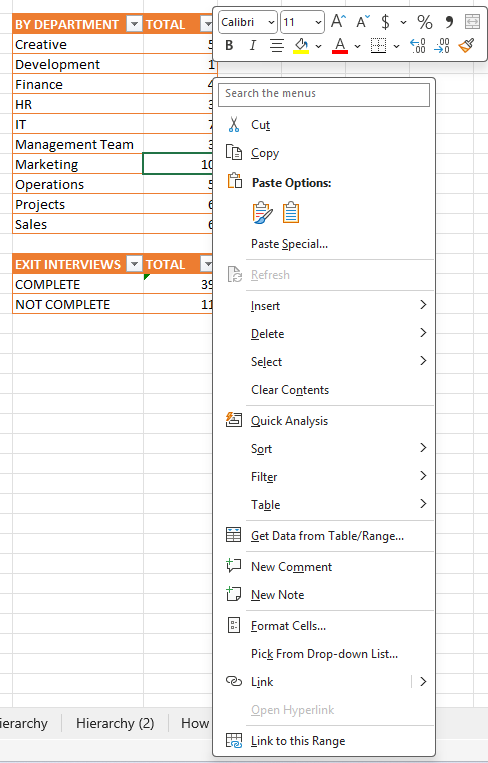 Calibri 11 A^ A˅ $ % 9
B I A
BY DEPARTMENT TOTAL
Creative 5
Development 1
Finance 4
HR 3
IT 7
Management Team 3
Marketing 10
Operations 5
Projects 6
Sales 6
EXIT INTERVIEWS TOTAL
COMPLETE 39
NOT COMPLETE 11
Search the menus
Cut
Copy
Paste Options:
Paste Special...
Refresh
Insert
Delete
Select
Clear Contents
Quick Analysis
Sort
Filter
Table
Get Data from Table/Range...
New Comment
New Note
Format Cells...
Pick From Drop-down List...
Link
Open Hyperlink
Link to this Range
ierarchy Hierarchy (2) How